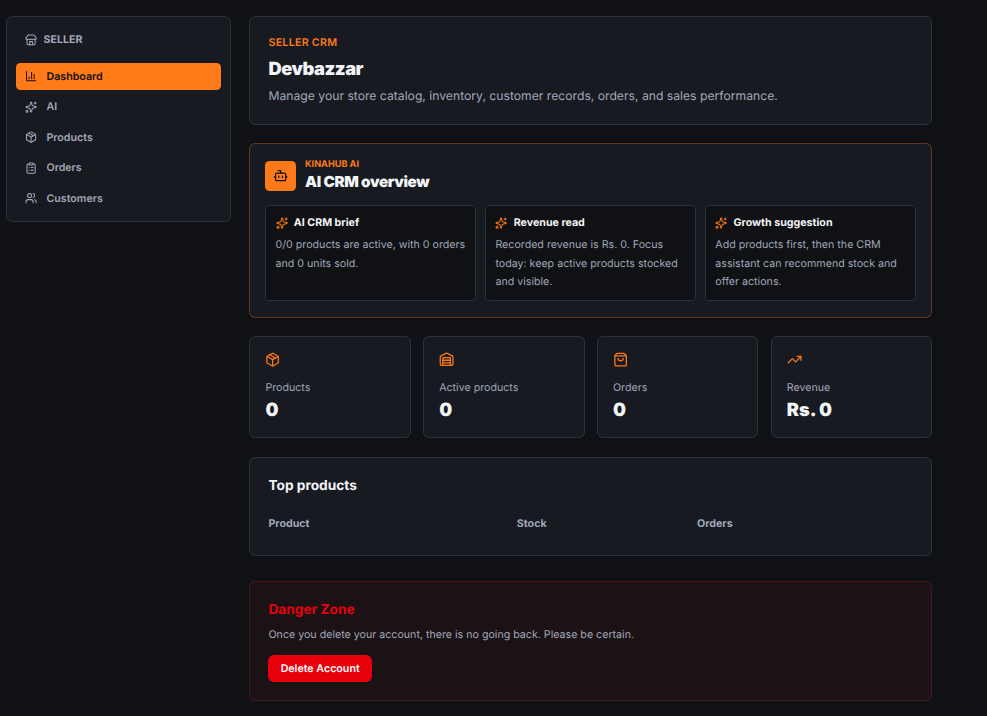 SELLER
Dashboard
AI
Products
Orders
Customers
SELLER CRM
Devbazzar
Manage your store catalog, inventory, customer records, orders, and sales performance.
KINAHUB AI
AI CRM overview
AI CRM brief
0/0 products are active, with 0 orders
and 0 units sold.
Revenue read
Recorded revenue is Rs. 0. Focus
today: keep active products stocked
and visible.
Growth suggestion
Add products first, then the CRM
assistant can recommend stock and
offer actions.
Products
0
Active products
0
Orders
0
Revenue
Rs. 0
Top products
Product Stock Orders
Danger Zone
Once you delete your account, there is no going back. Please be certain.
Delete Account